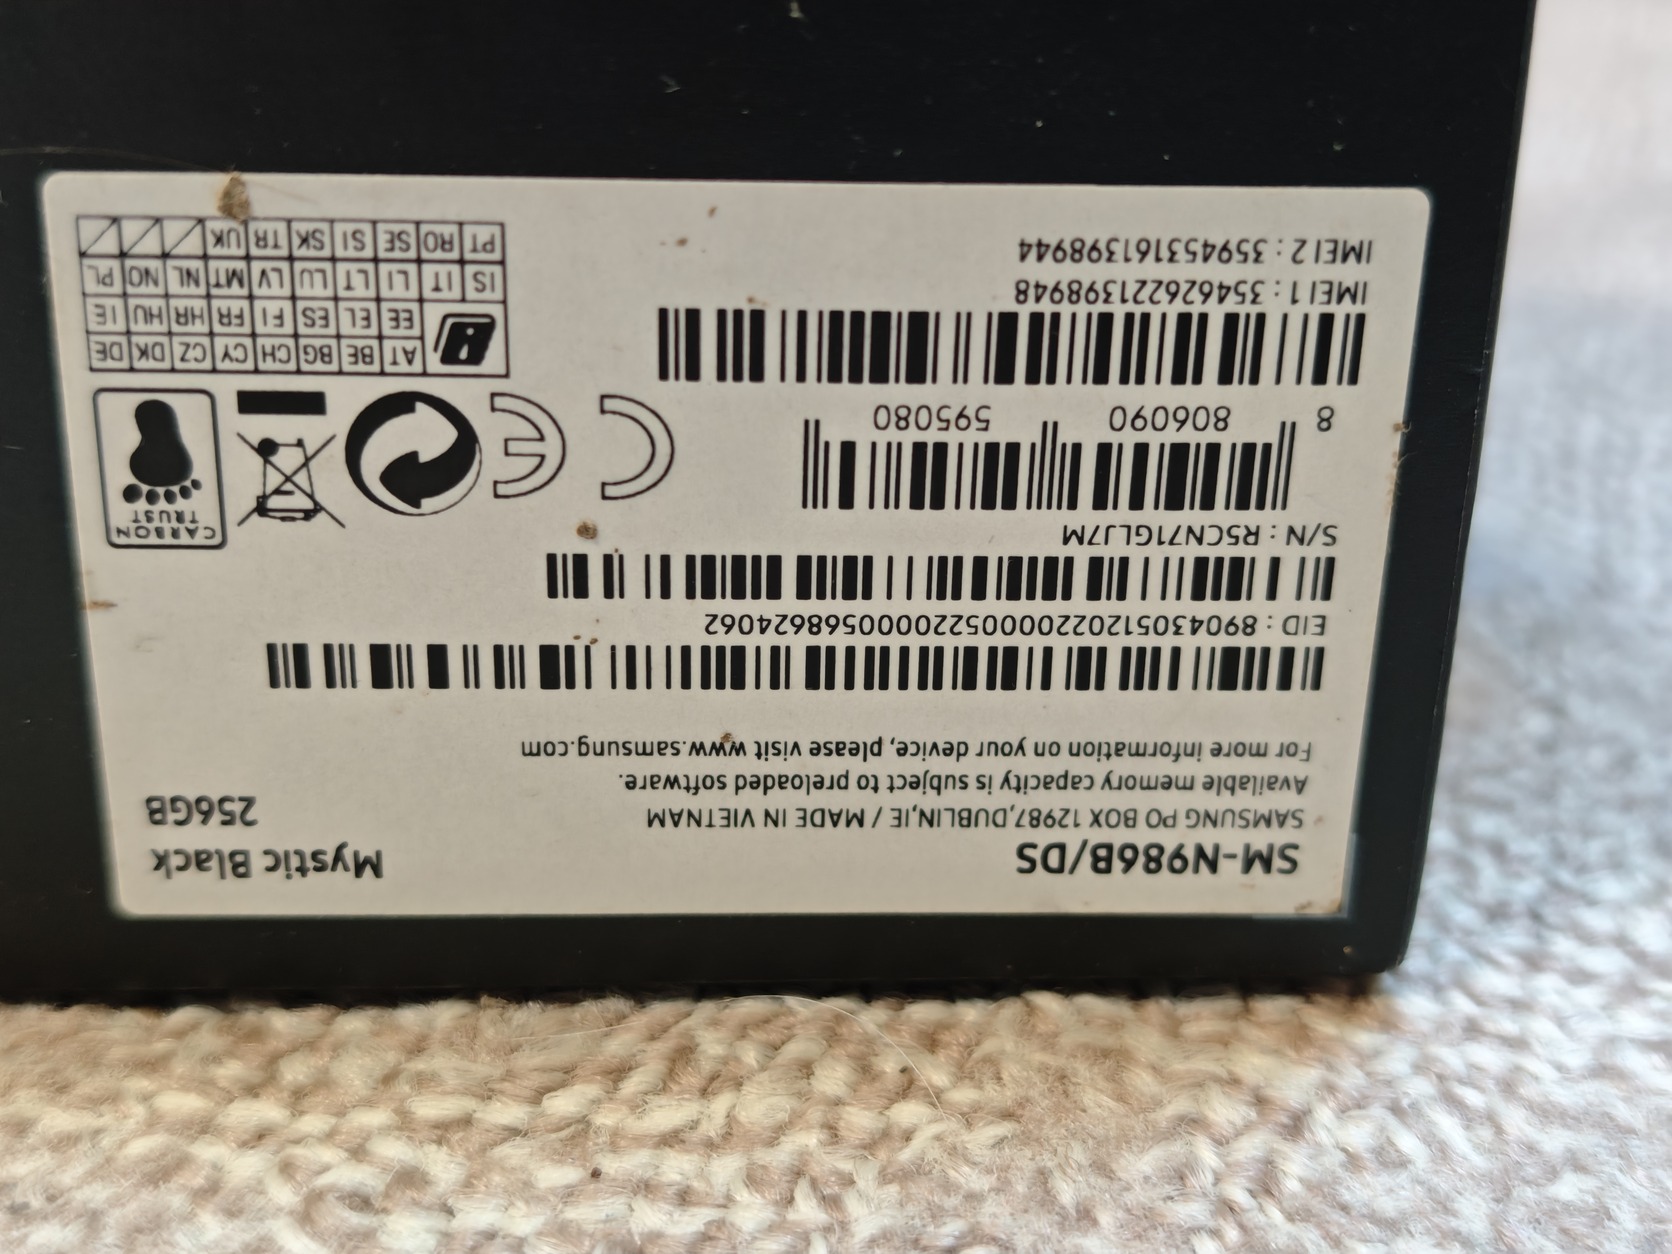 SM-N986B/DS Mystic Black
SAMSUNG PO BOX 12987,DUBLIN,IE / MADE IN VIETNAM 256GB
Available memory capacity is subject to preloaded software.
For more information on your device, please visit www.samsung.com
EID : 89043051202200005220000568624062
S/N : R5CN71GLJ7M
8 806090 595080
IMEI 1 : 354626221398948
IMEI 2 : 359453161398944
CE
CARBON
TRUST
AT BE BG CH CY CZ DK DE
EE EL ES FI FR HR HU IE
IS IT LI LT LU LV MT NL NO PL
PT RO SE SI SK TR UK